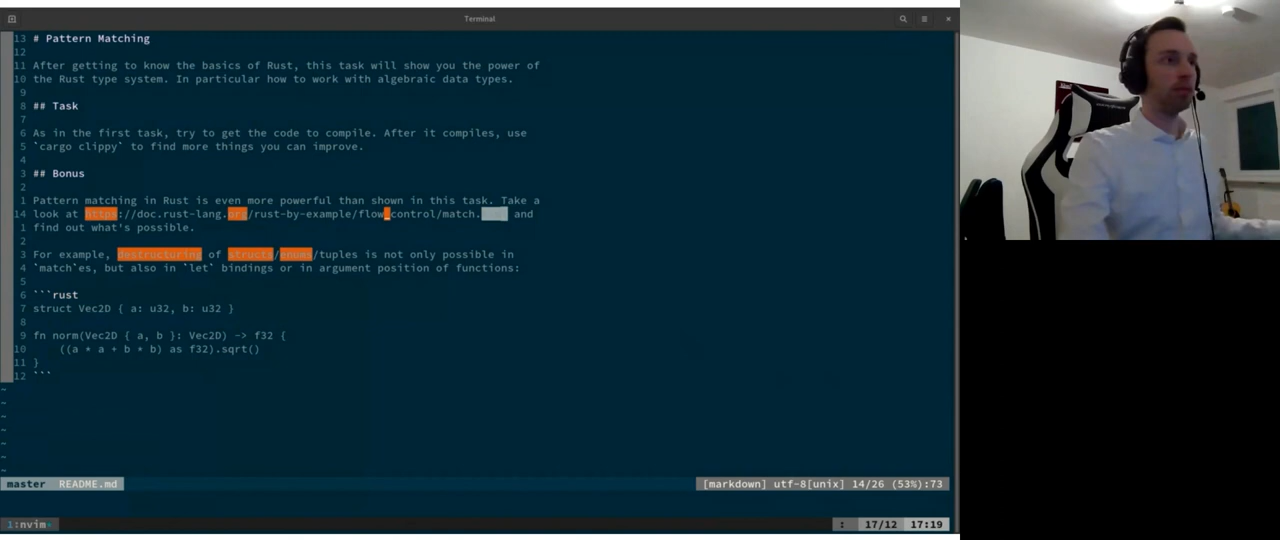 Terminal
13 # Pattern Matching
12
11 After getting to know the basics of Rust, this task will show you the power of
10 the Rust type system. In particular how to work with algebraic data types.
9
8 ## Task
7
6 As in the first task, try to get the code to compile. After it compiles, use
5 `cargo clippy` to find more things you can improve.
4
3 ## Bonus
2
1 Pattern matching in Rust is even more powerful than shown in this task. Take a
14 look at https://doc.rust-lang.org/rust-by-example/flow_control/match. and
1 find out what's possible.
2
3 For example, destructuring of structs/enums/tuples is not only possible in
4 `match`es, but also in `let` bindings or in argument position of functions:
5
6 ```rust
7 struct Vec2D { a: u32, b: u32 }
8
9 fn norm(Vec2D { a, b }: Vec2D) -> f32 {
10 ((a * a + b * b) as f32).sqrt()
11 }
12 ```
~
~
~
~
~
~
~
master README.md [markdown] utf-8[unix] 14/26 (53%):73
1:nvim* : 17/12 17:19